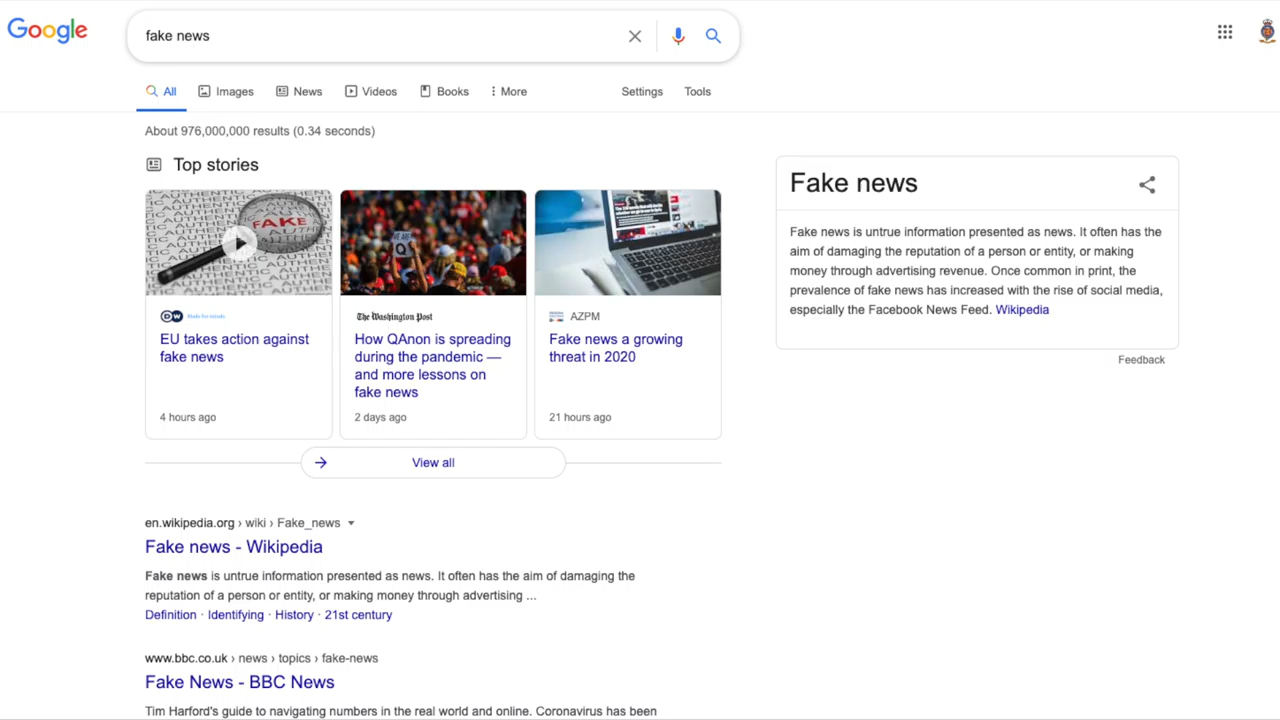 Google
fake news
All
Images
News
Videos
Books
More
Settings
Tools
About 976,000,000 results (0.34 seconds)
Top stories
AUTHENTIC
FAKE
WE ARE
Q
DW
The Washington Post
AZPM
EU takes action against
fake news
How QAnon is spreading
during the pandemic —
and more lessons on
fake news
Fake news a growing
threat in 2020
4 hours ago
2 days ago
21 hours ago
View all
Fake news
Fake news is untrue information presented as news. It often has the
aim of damaging the reputation of a person or entity, or making
money through advertising revenue. Once common in print, the
prevalence of fake news has increased with the rise of social media,
especially the Facebook News Feed. Wikipedia
Feedback
en.wikipedia.org › wiki › Fake_news
Fake news - Wikipedia
Fake news is untrue information presented as news. It often has the aim of damaging the
reputation of a person or entity, or making money through advertising ...
Definition · Identifying · History · 21st century
www.bbc.co.uk › news › topics › fake-news
Fake News - BBC News
Tim Harford's guide to navigating numbers in the real world and online. Coronavirus has been